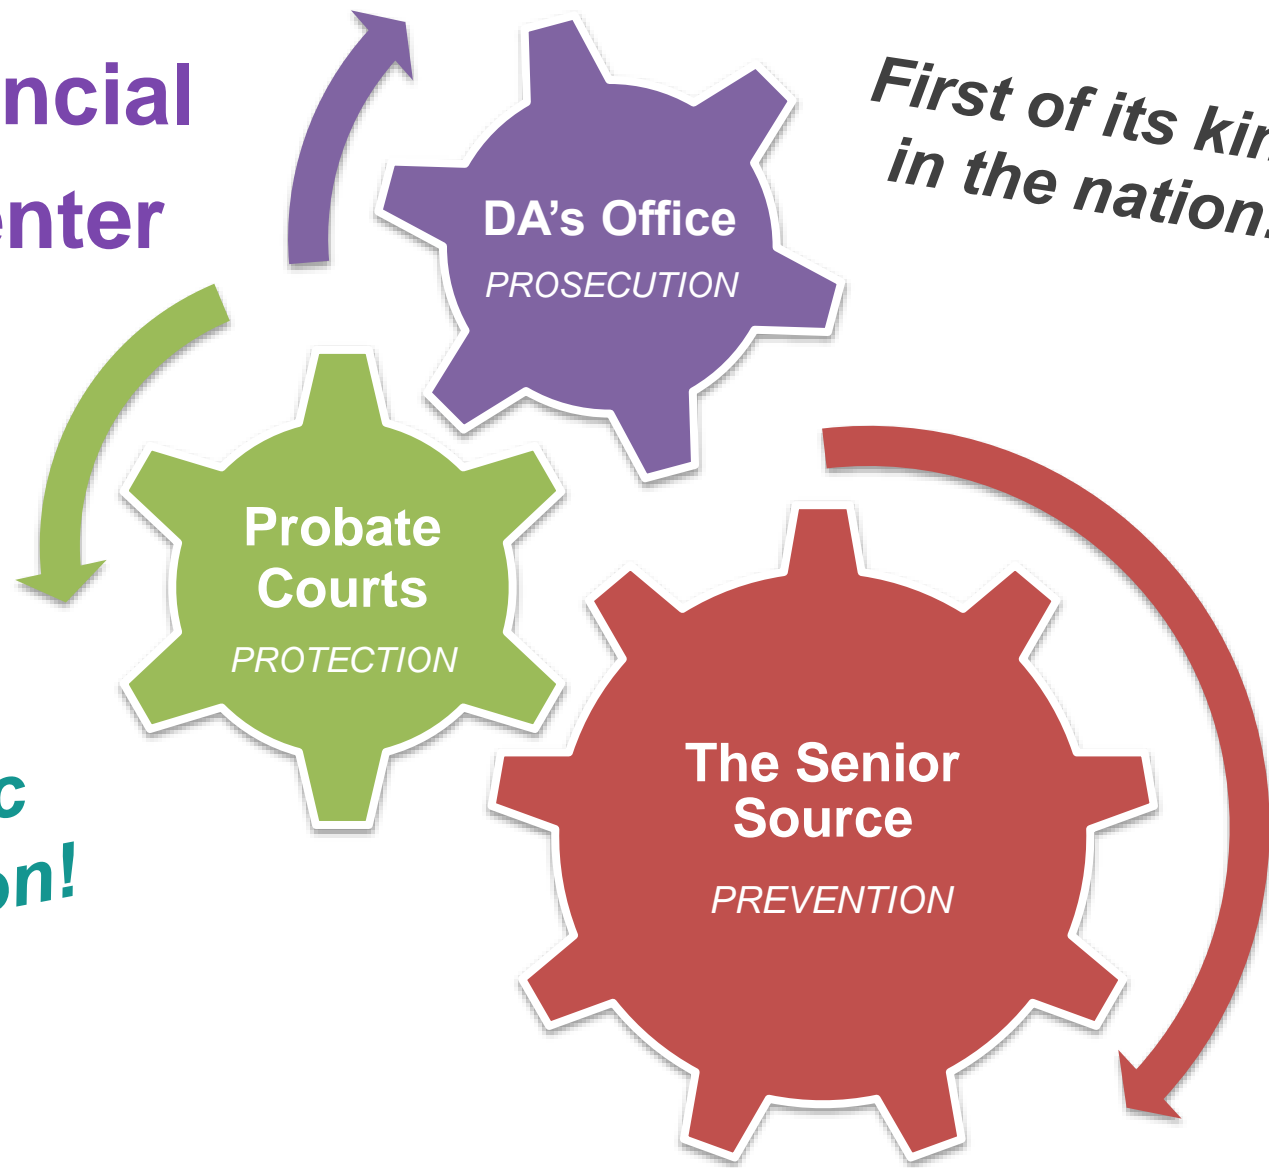 ncial
enter
First of its kin
in the nation.
DA's Office
PROSECUTION
Probate
Courts
PROTECTION
The Senior
Source
PREVENTION
c
on!